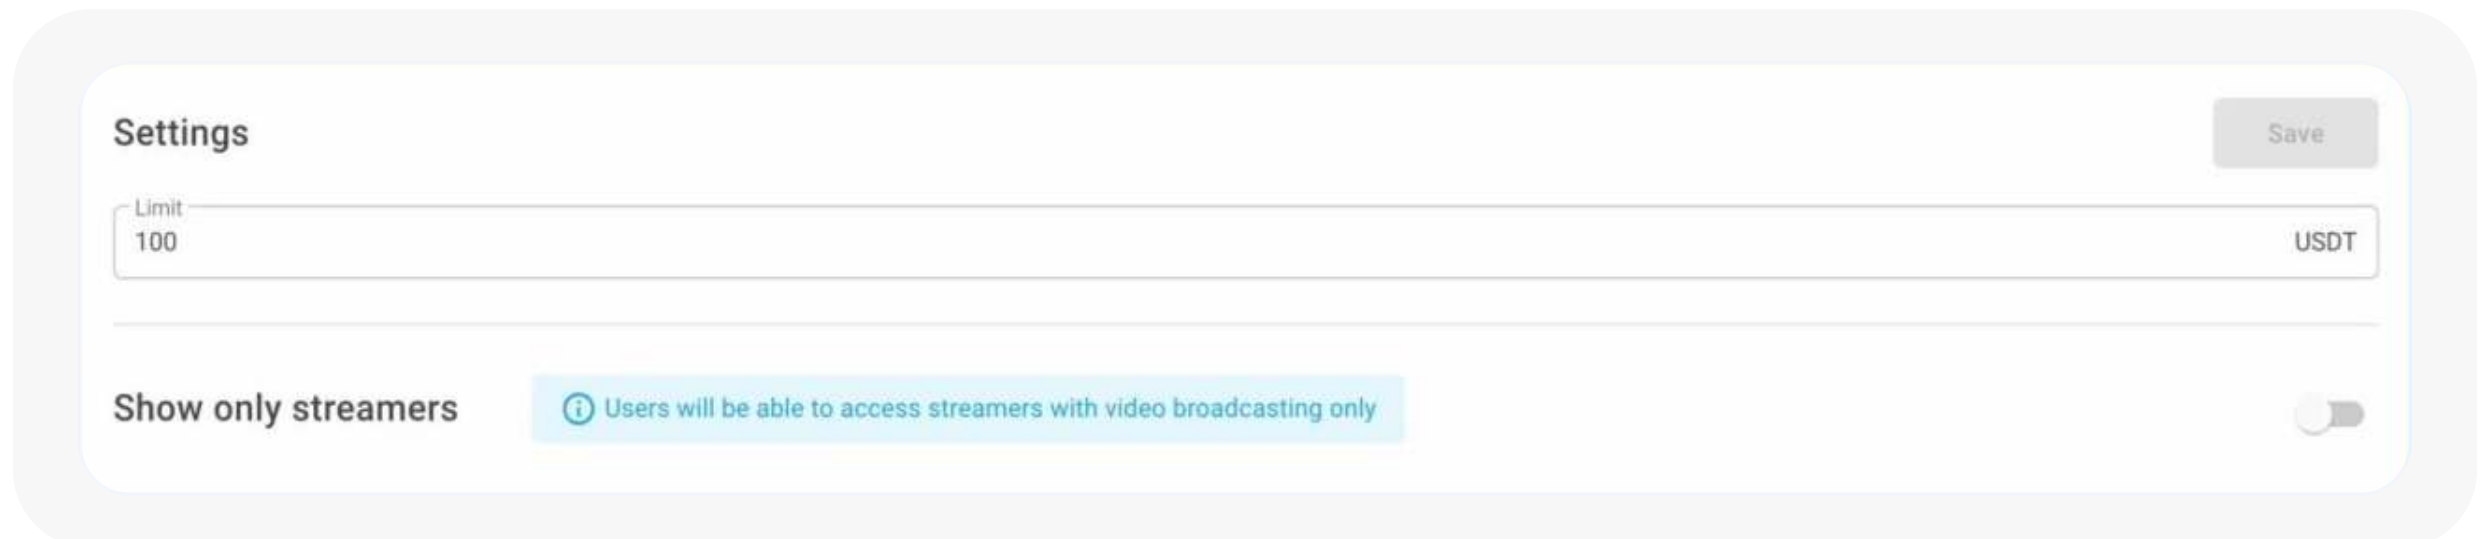 Settings
Save
Limit
100
USDT
Show only streamers
Users will be able to access streamers with video broadcasting only